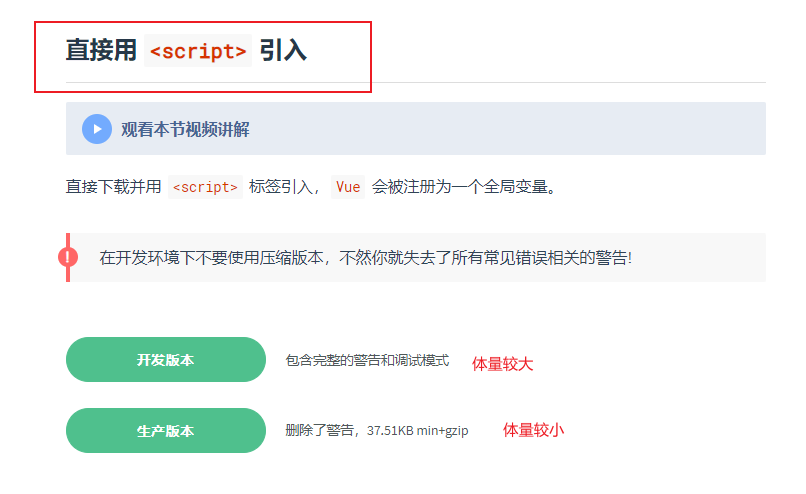 直接用 <script> 引入
观看本节视频讲解
直接下载并用 <script> 标签引入，Vue 会被注册为一个全局变量。
在开发环境下不要使用压缩版本，不然你就失去了所有常见错误相关的警告!
开发版本 包含完整的警告和调试模式 体量较大
生产版本 删除了警告，37.51KB min+gzip 体量较小